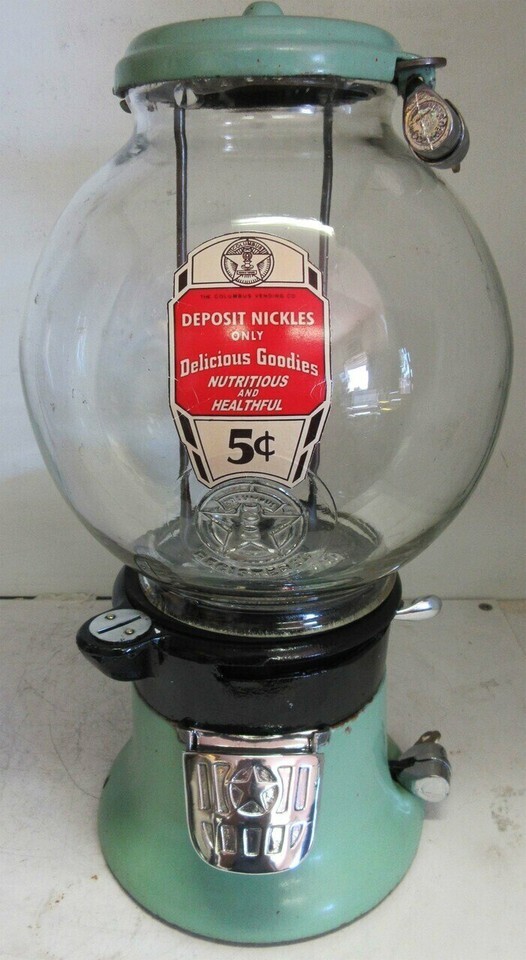 THE COLUMBUS VENDING CO.
DEPOSIT NICKLES
ONLY
Delicious Goodies
NUTRITIOUS
AND
HEALTHFUL
5¢